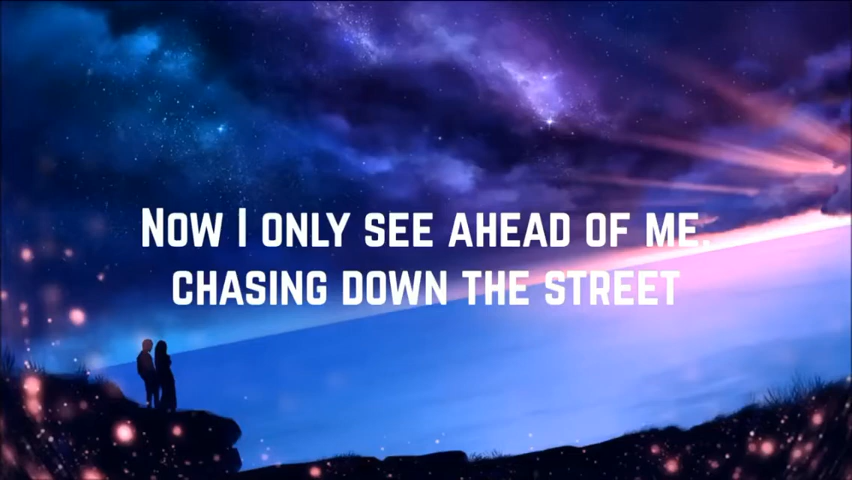 Now I only see ahead of me,
chasing down the street